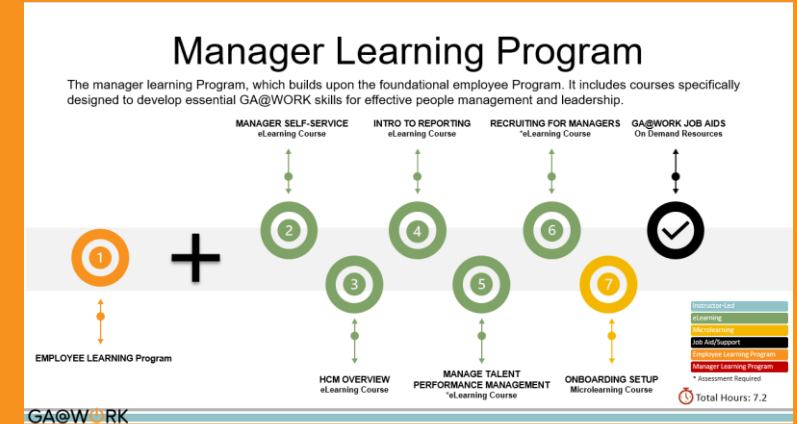 Manager Learning Program
The manager learning Program, which builds upon the foundational employee Program. It includes courses specifically
designed to develop essential GA@WORK skills for effective people management and leadership.
MANAGER SELF-SERVICE
eLearning Course
INTRO TO REPORTING
eLearning Course
RECRUITING FOR MANAGERS
*eLearning Course
GA@WORK JOB AIDS
On Demand Resources
1
2
3
4
5
6
7
EMPLOYEE LEARNING Program
HCM OVERVIEW
eLearning Course
MANAGE TALENT
PERFORMANCE MANAGEMENT
*eLearning Course
ONBOARDING SETUP
Microlearning Course
Instructor-Led
eLearning
Microlearning
Job Aid/Support
Employee Learning Program
Manager Learning Program
* Assessment Required
Total Hours: 7.2
GA@WORK